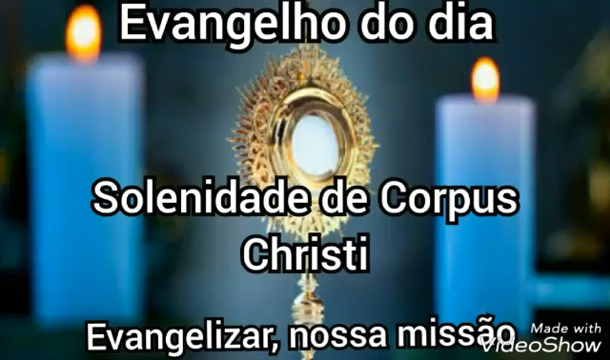 Evangelho do dia
Solenidade de Corpus
Christi
Evangelizar, nossa missão
Made with
VideoShow